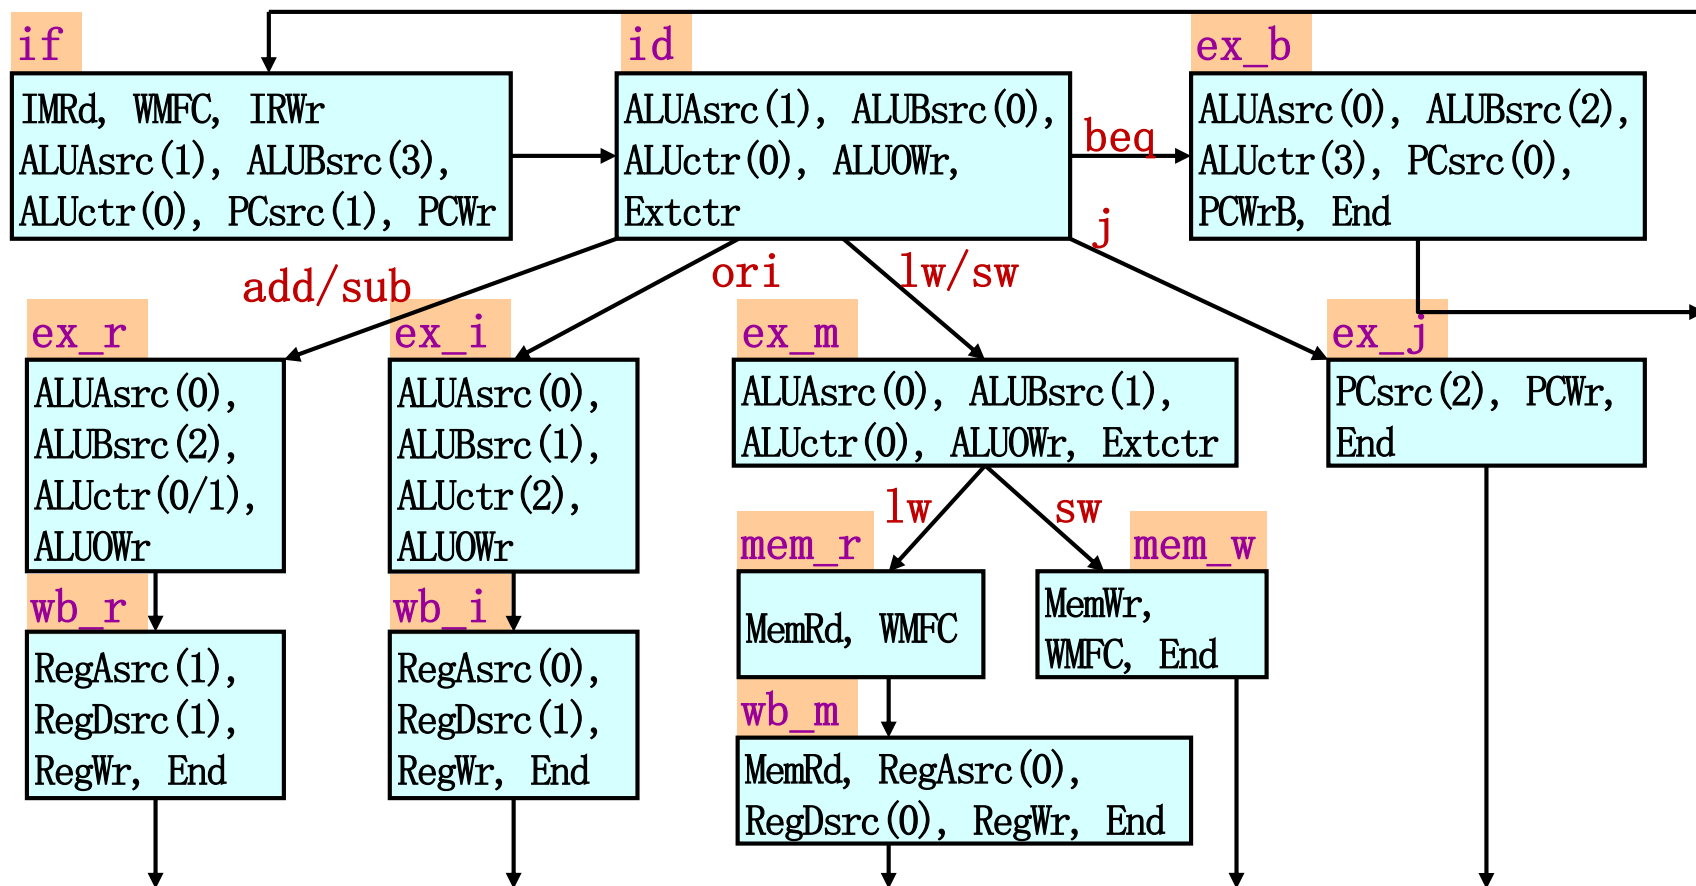 if
IMRd, WMFC, IRWr
ALUAsrc(1), ALUBsrc(3),
ALUctr(0), PCsrc(1), PCWr
id
ALUAsrc(1), ALUBsrc(0),
ALUctr(0), ALUOWr,
Extctr
beq
ex_b
ALUAsrc(0), ALUBsrc(2),
ALUctr(3), PCsrc(0),
PCWrB, End
add/sub
ori
lw/sw
j
ex_r
ALUAsrc(0),
ALUBsrc(2),
ALUctr(0/1),
ALUOWr
ex_i
ALUAsrc(0),
ALUBsrc(1),
ALUctr(2),
ALUOWr
ex_m
ALUAsrc(0), ALUBsrc(1),
ALUctr(0), ALUOWr, Extctr
ex_j
PCsrc(2), PCWr,
End
lw
sw
wb_r
RegAsrc(1),
RegDsrc(1),
RegWr, End
wb_i
RegAsrc(0),
RegDsrc(1),
RegWr, End
mem_r
MemRd, WMFC
mem_w
MemWr,
WMFC, End
wb_m
MemRd, RegAsrc(0),
RegDsrc(0), RegWr, End